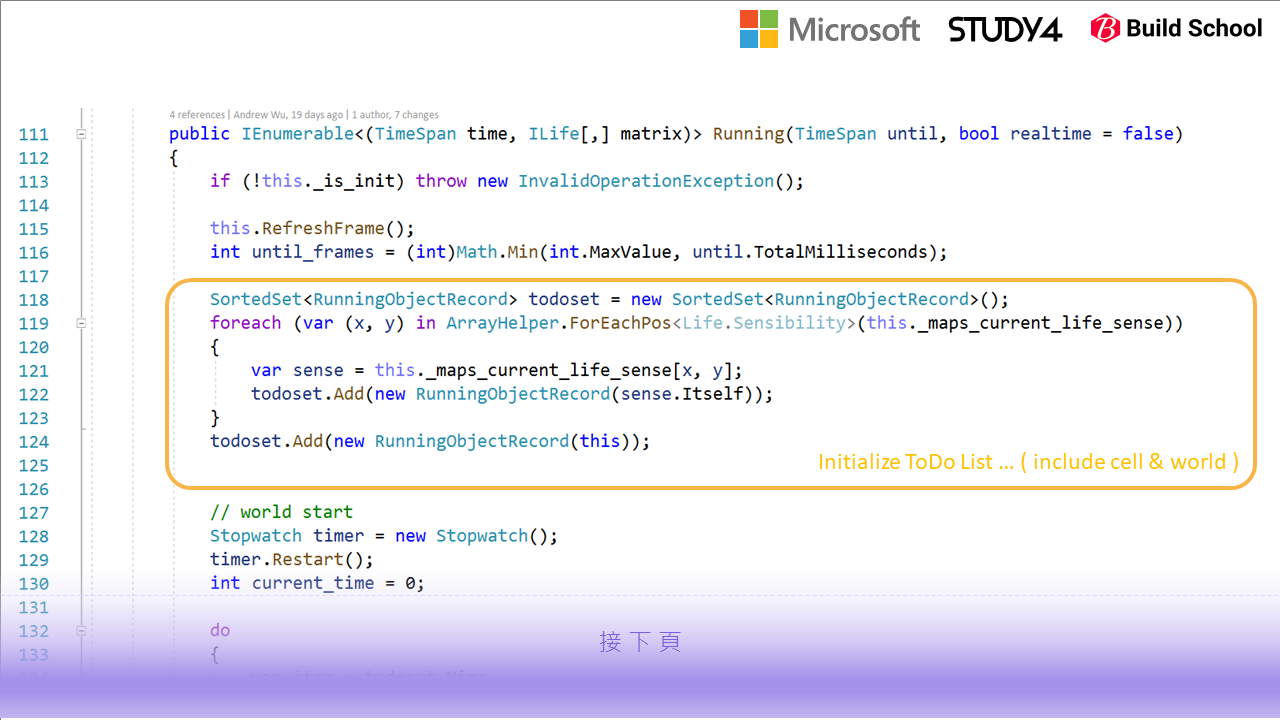 Microsoft STUDY4 Build School
4 references | Andrew Wu, 19 days ago | 1 author, 7 changes
111 public IEnumerable<(TimeSpan time, ILife[,] matrix)> Running(TimeSpan until, bool realtime = false)
112 {
113 if (!this._is_init) throw new InvalidOperationException();
114
115 this.RefreshFrame();
116 int until_frames = (int)Math.Min(int.MaxValue, until.TotalMilliseconds);
117
118 SortedSet<RunningObjectRecord> todoset = new SortedSet<RunningObjectRecord>();
119 foreach (var (x, y) in ArrayHelper.ForEachPos<Life.Sensibility>(this._maps_current_life_sense))
120 {
121 var sense = this._maps_current_life_sense[x, y];
122 todoset.Add(new RunningObjectRecord(sense.Itself));
123 }
124 todoset.Add(new RunningObjectRecord(this));
125 Initialize ToDo List ... ( include cell & world )
126
127 // world start
128 Stopwatch timer = new Stopwatch();
129 timer.Restart();
130 int current_time = 0;
131
132 do
接下頁
133 {
134 var item = todoset.Min;